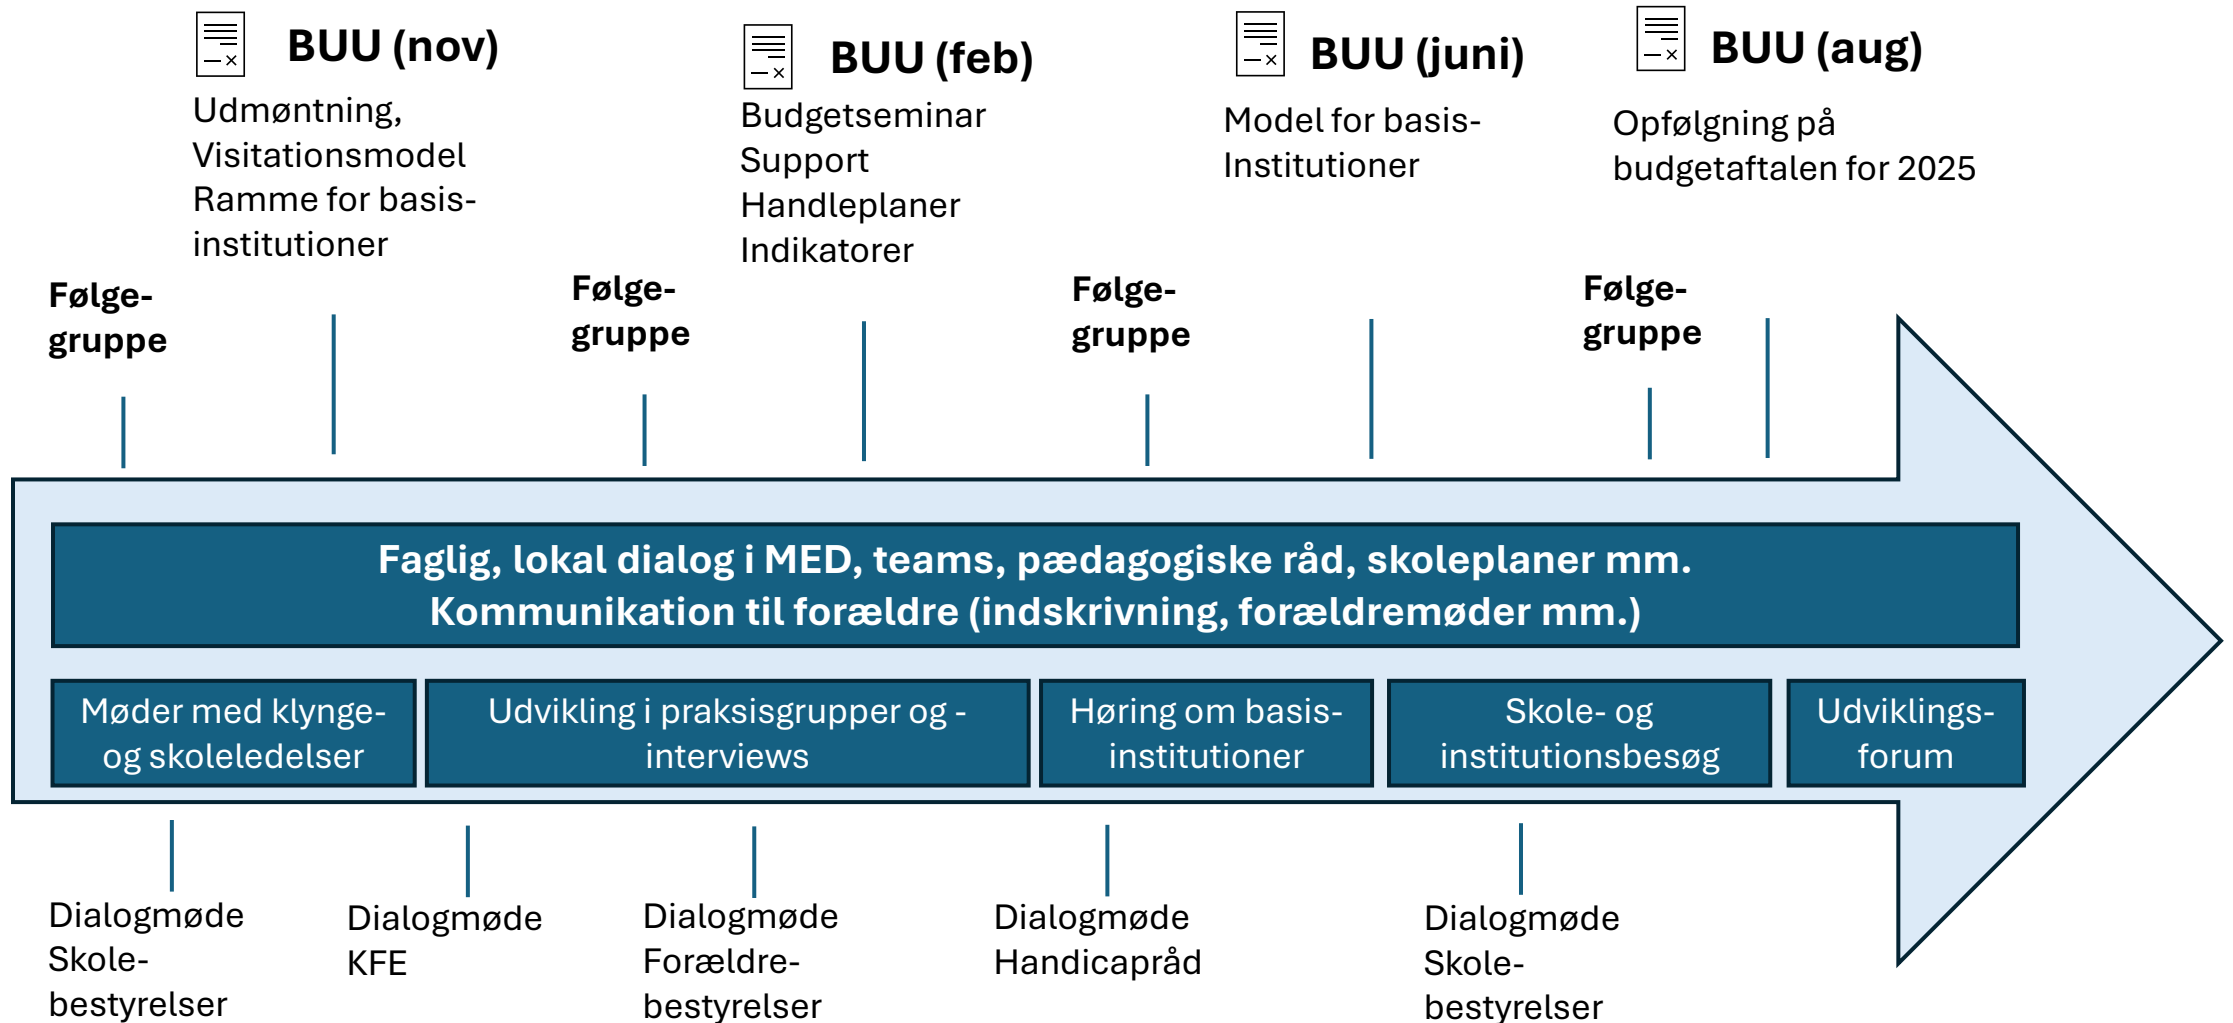 BUU (nov)
Udmøntning,
Visitationsmodel
Ramme for basis-
institutioner
BUU (feb)
Budgetseminar
Support
Handleplaner
Indikatorer
BUU (juni)
Model for basis-
Institutioner
BUU (aug)
Opfølgning på
budgetaftalen for 2025
Følge-
gruppe
Følge-
gruppe
Følge-
gruppe
Følge-
gruppe
Faglig, lokal dialog i MED, teams, pædagogiske råd, skoleplaner mm.
Kommunikation til forældre (indskrivning, forældremøder mm.)
Møder med klynge-
og skoleledelser
Udvikling i praksisgrupper og -
interviews
Høring om basis-
institutioner
Skole- og
institutionsbesøg
Udviklings-
forum
Dialogmøde
Skole-
bestyrelser
Dialogmøde
KFE
Dialogmøde
Forældre-
bestyrelser
Dialogmøde
Handicapråd
Dialogmøde
Skole-
bestyrelser